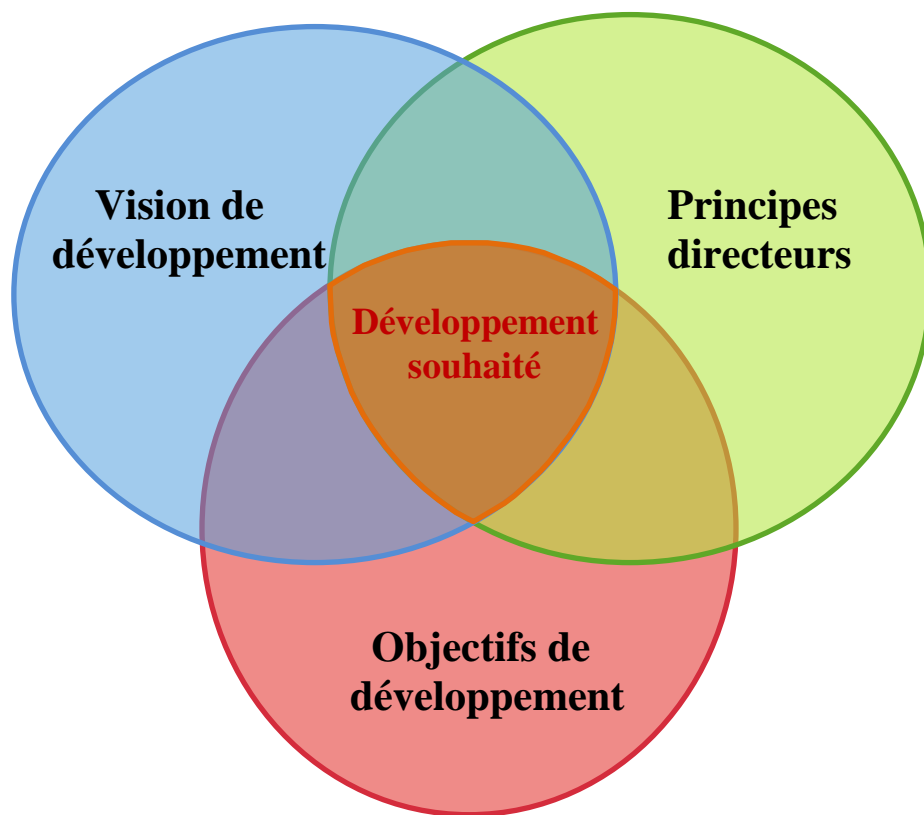 Vision de
développement
Principes
directeurs
Développement
souhaité
Objectifs de
développement